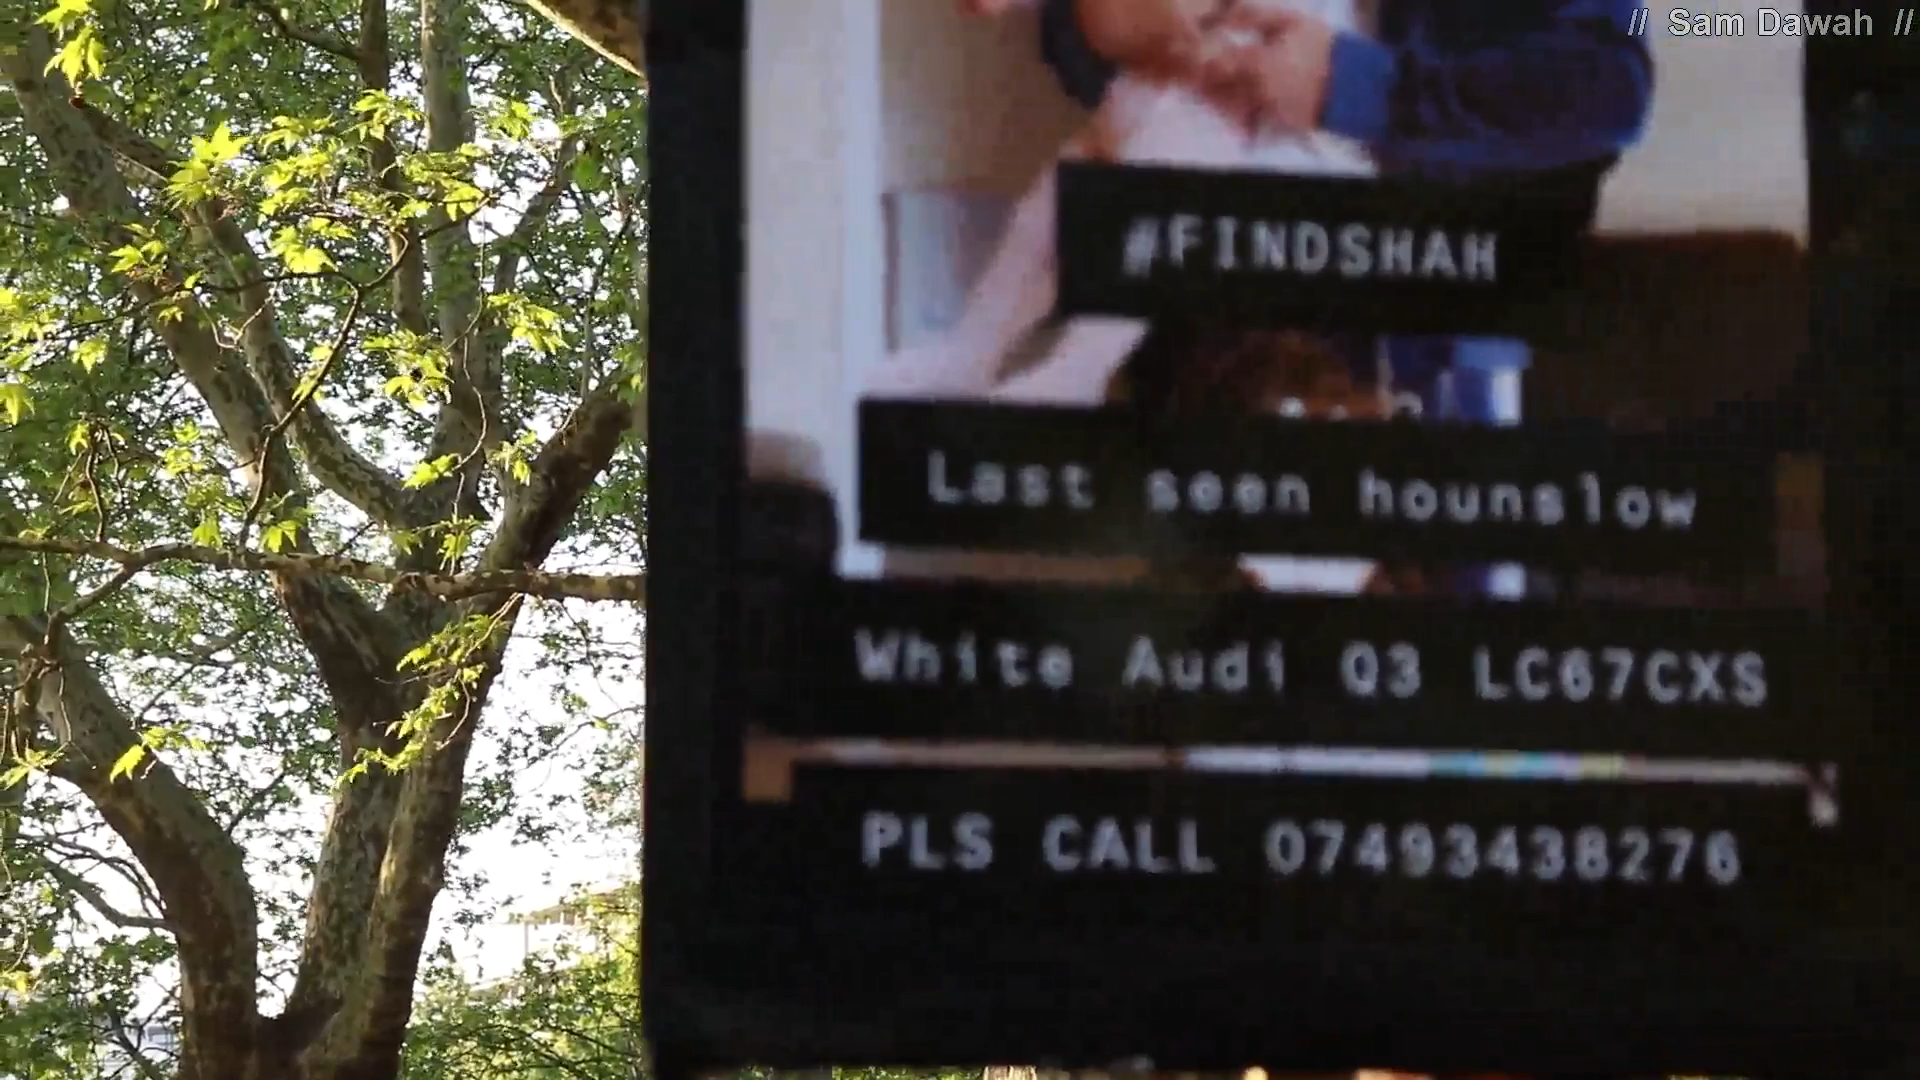 // Sam Dawah //
#FINDSHAH
Last seen hounslow
White Audi Q3 LC67CXS
PLS CALL 07493438276